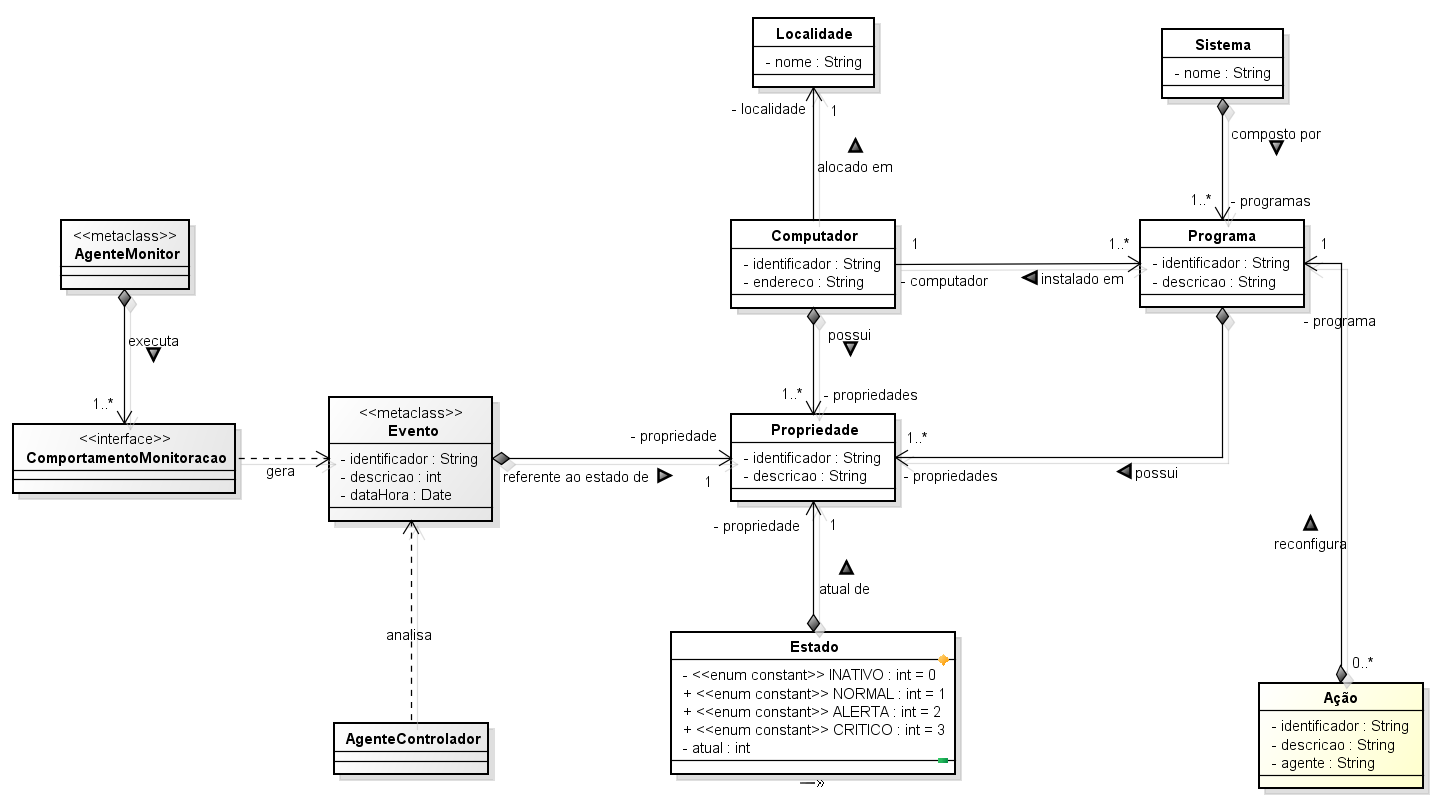 Localidade
- nome : String
Sistema
- nome : String
- localidade
1
alocado em
composto por
1..*
- programas
<<metaclass>>
AgenteMonitor
executa
1..*
Computador
- identificador : String
- endereco : String
1
1..*
- computador
instalado em
Programa
- identificador : String
- descricao : String
1
- programa
possui
1..*
- propriedades
<<interface>>
ComportamentoMonitoracao
gera
<<metaclass>>
Evento
- identificador : String
- descricao : int
- dataHora : Date
- propriedade
referente ao estado de
1
Propriedade
- identificador : String
- descricao : String
1..*
- propriedades
possui
- propriedade
1
atual de
reconfigura
analisa
AgenteControlador
Estado
- <<enum constant>> INATIVO : int = 0
+ <<enum constant>> NORMAL : int = 1
+ <<enum constant>> ALERTA : int = 2
+ <<enum constant>> CRITICO : int = 3
- atual : int
0..*
Ação
- identificador : String
- descricao : String
- agente : String